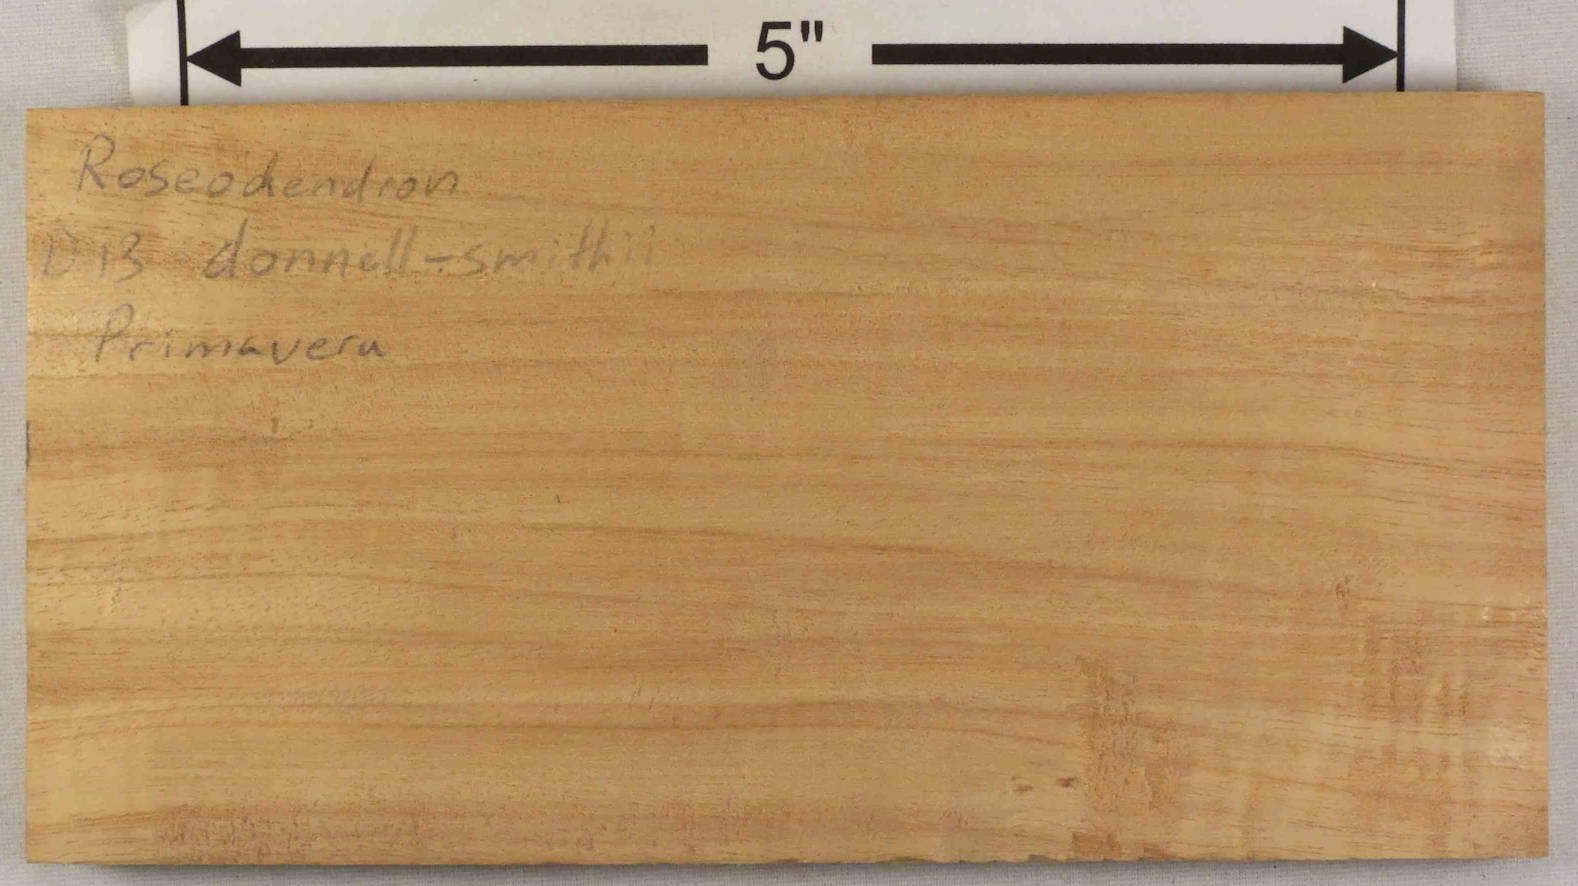 5"
Roseodendron
D13 donnell-smithii
Primavera